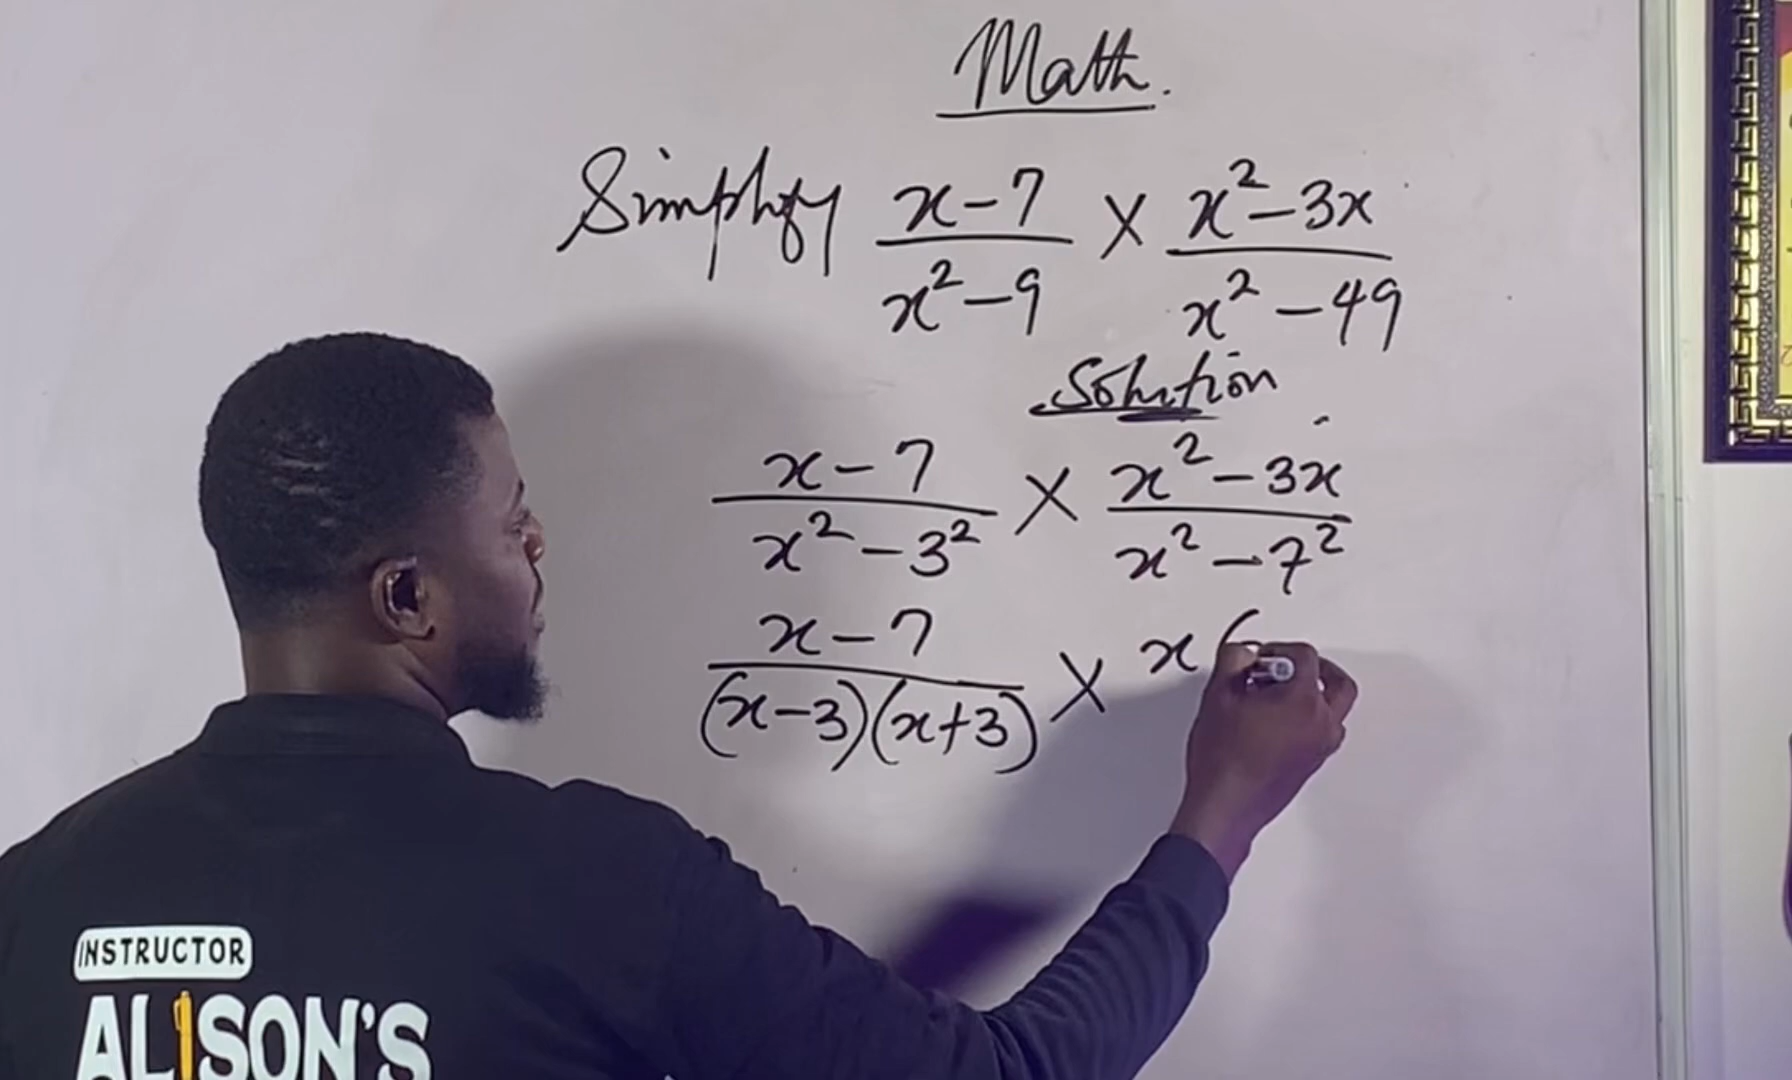 Math.
Simplify x-7/x²-9 × x²-3x/x²-49
Solution
x-7/x²-3² × x²-3x/x²-7²
x-7/(x-3)(x+3) × x(
INSTRUCTOR
ALISON'S